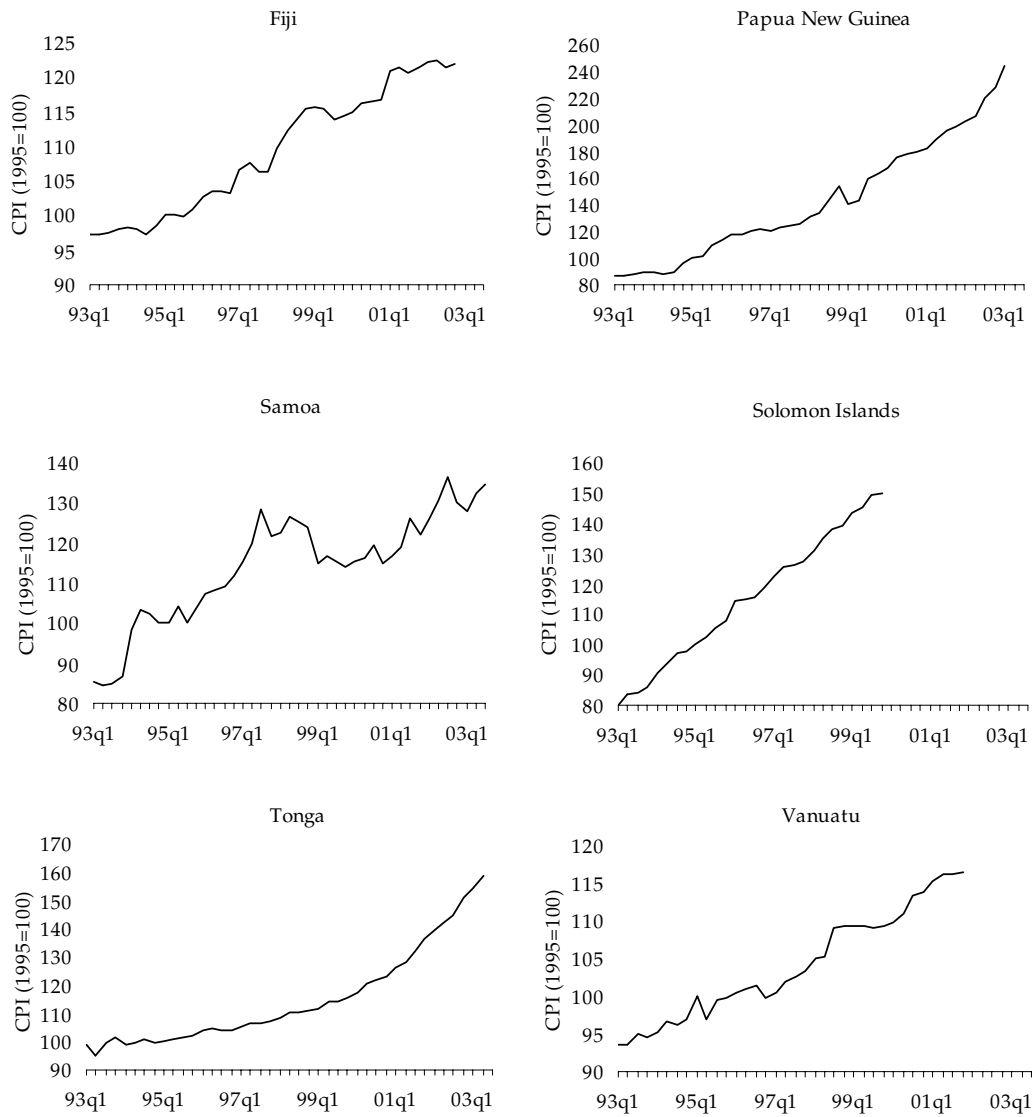 Fiji
CPI (1995=100)
125
120
115
110
105
100
95
90
93q1 95q1 97q1 99q1 01q1 03q1
Papua New Guinea
CPI (1995=100)
260
240
220
200
180
160
140
120
100
80
93q1 95q1 97q1 99q1 01q1 03q1
Samoa
CPI (1995=100)
140
130
120
110
100
90
80
93q1 95q1 97q1 99q1 01q1 03q1
Solomon Islands
CPI (1995=100)
160
150
140
130
120
110
100
90
80
93q1 95q1 97q1 99q1 01q1 03q1
Tonga
CPI (1995=100)
170
160
150
140
130
120
110
100
90
93q1 95q1 97q1 99q1 01q1 03q1
Vanuatu
CPI (1995=100)
120
115
110
105
100
95
90
93q1 95q1 97q1 99q1 01q1 03q1